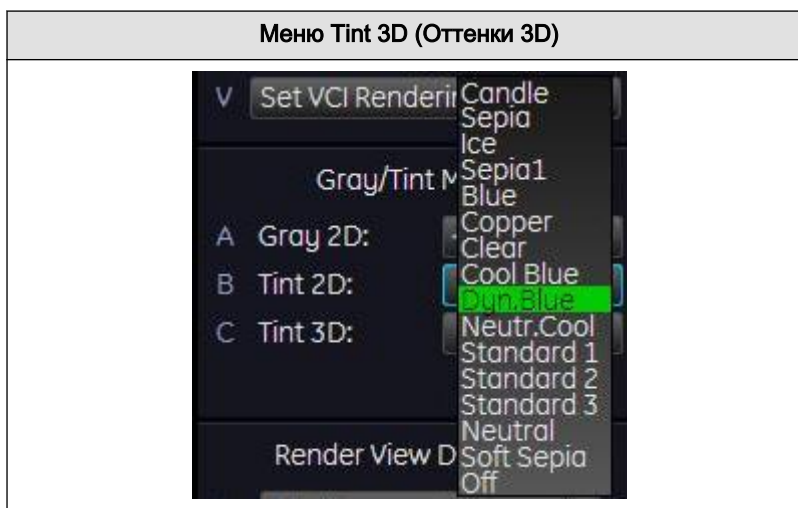 Меню Tint 3D (Оттенки 3D)
V Set VCI Renderin
Candle
Sepia
Ice
Sepia1
Blue
Copper
Clear
Cool Blue
Dyn.Blue
Neutr.Cool
Standard 1
Standard 2
Standard 3
Neutral
Soft Sepia
Off
Gray/Tint M
A Gray 2D:
B Tint 2D:
C Tint 3D:
Render View D